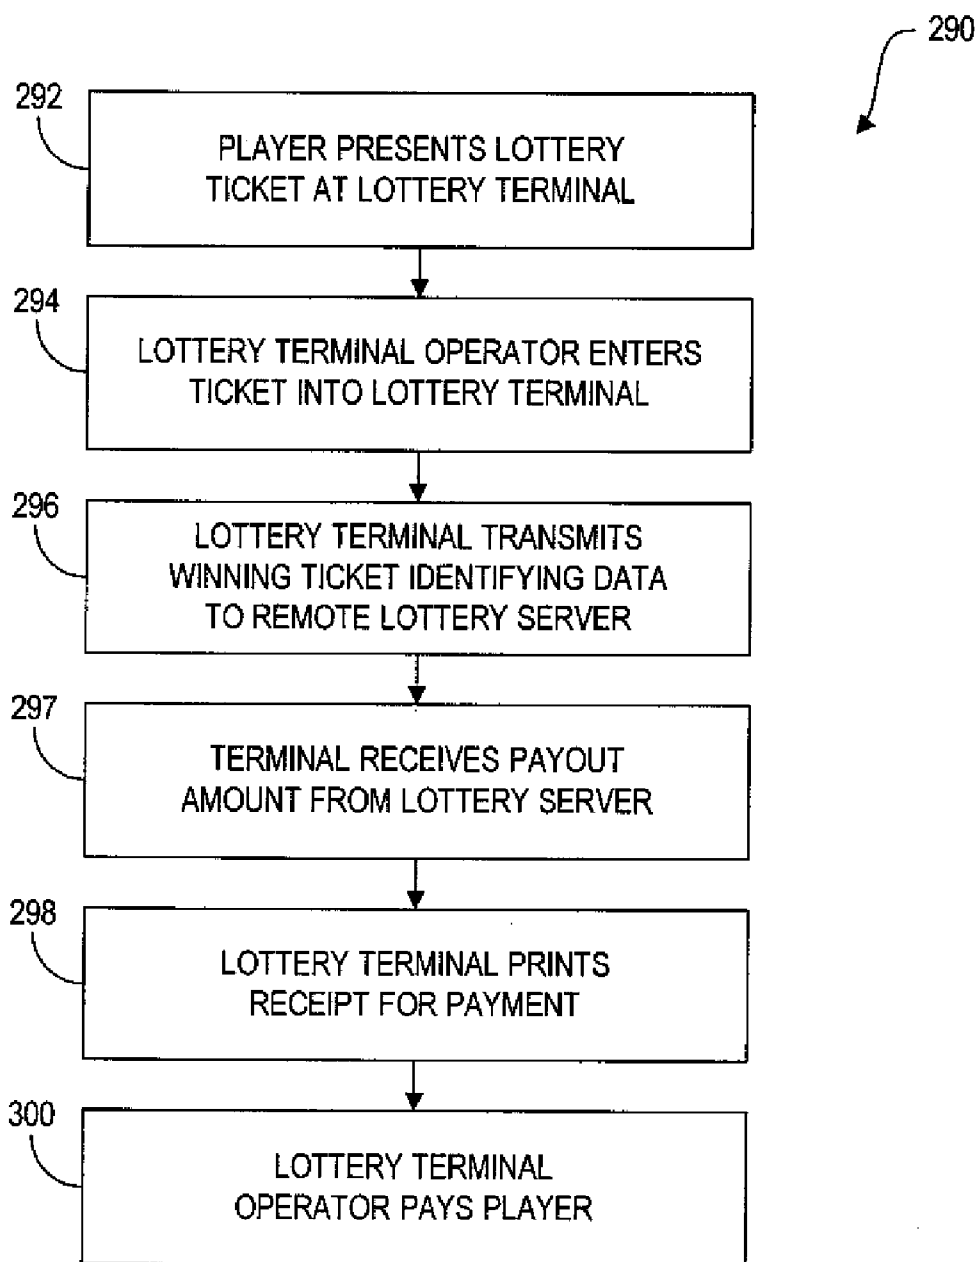 290
292
PLAYER PRESENTS LOTTERY
TICKET AT LOTTERY TERMINAL
294
LOTTERY TERMINAL OPERATOR ENTERS
TICKET INTO LOTTERY TERMINAL
296
LOTTERY TERMINAL TRANSMITS
WINNING TICKET IDENTIFYING DATA
TO REMOTE LOTTERY SERVER
297
TERMINAL RECEIVES PAYOUT
AMOUNT FROM LOTTERY SERVER
298
LOTTERY TERMINAL PRINTS
RECEIPT FOR PAYMENT
300
LOTTERY TERMINAL
OPERATOR PAYS PLAYER